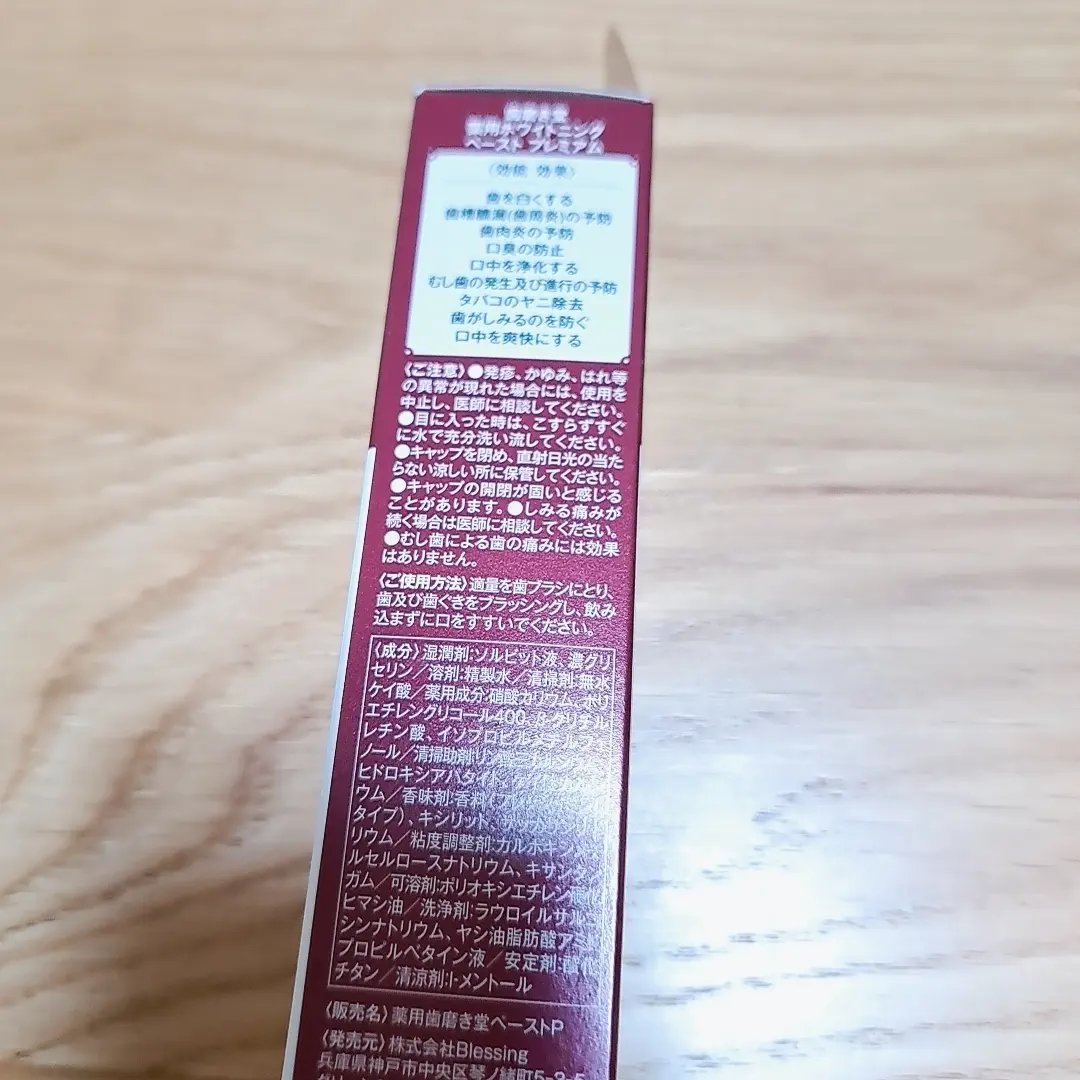 歯磨き堂
薬用ホワイトニング
ペースト プレミアム
〈効能 効果〉
歯を白くする
歯槽膿漏(歯周炎)の予防
歯肉炎の予防
口臭の防止
口中を浄化する
むし歯の発生及び進行の予防
タバコのヤニ除去
歯がしみるのを防ぐ
口中を爽快にする
〈ご注意〉●発疹、かゆみ、はれ等
の異常が現れた場合には、使用を
中止し、医師に相談してください。
●目に入った時は、こすらずすぐ
に水で充分洗い流してください。
●キャップを閉め、直射日光の当た
らない涼しい所に保管してください。
●キャップの開閉が固いと感じる
ことがあります。●しみる痛みが
続く場合は医師に相談してください。
●むし歯による歯の痛みには効果
はありません。
〈ご使用方法〉適量を歯ブラシにとり、
歯及び歯ぐきをブラッシングし、飲み
込まずに口をすすいでください。
〈成分〉湿潤剤:ソルビット液、濃グリ
セリン／溶剤:精製水／清掃剤:無水
ケイ酸／薬用成分:硝酸カリウム、ポリ
エチレングリコール400、β-グリチル
レチン酸、イソプロピルメチルフェ
ノール／清掃助剤:
ヒドロキシアパタイト
ウム／香味剤:香料
タイプ)、キシリット、
リウム／粘度調整剤:カルボキシ
ルセルロースナトリウム、キサンタン
ガム／可溶剤:ポリオキシエチレン
ヒマシ油／洗浄剤:ラウロイルサルコ
シンナトリウム、ヤシ油脂肪酸アミド
プロピルベタイン液／安定剤:酸化
チタン／清涼剤:l-メントール
〈販売名〉薬用歯磨き堂ペーストP
〈発売元〉株式会社Blessing
兵庫県神戸市中央区琴ノ緒町5-9-5